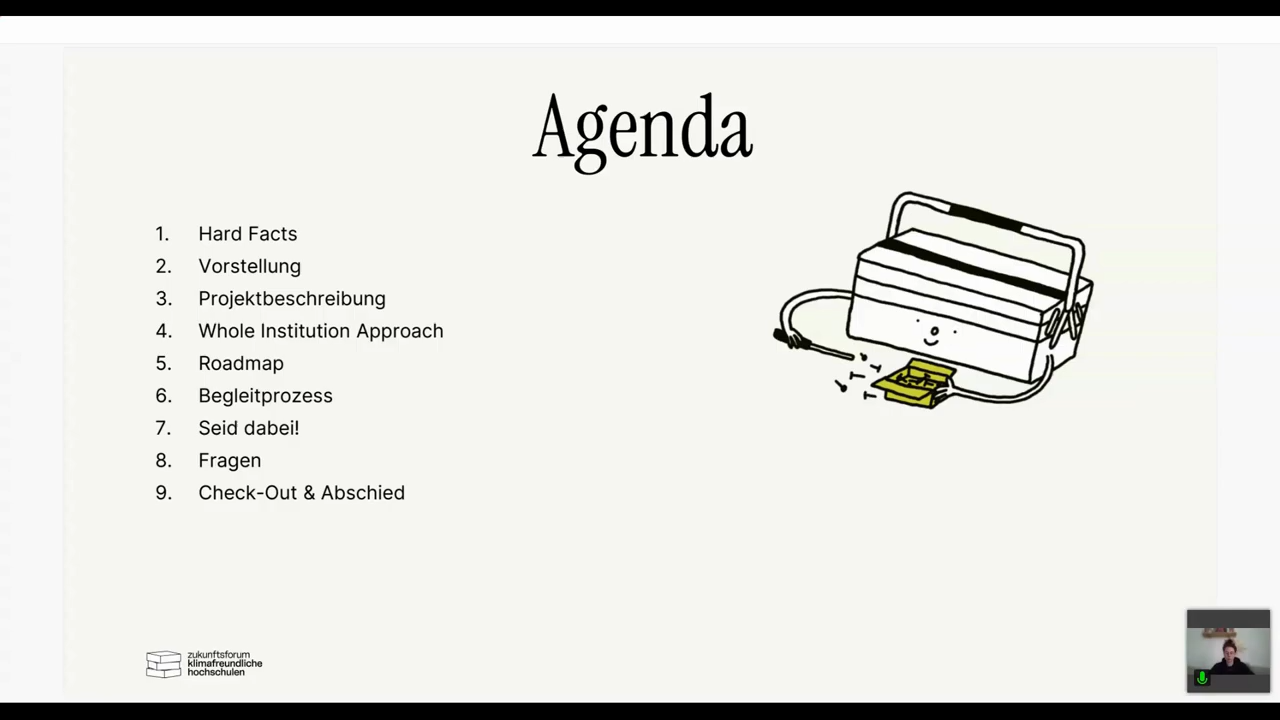 Agenda
1. Hard Facts
2. Vorstellung
3. Projektbeschreibung
4. Whole Institution Approach
5. Roadmap
6. Begleitprozess
7. Seid dabei!
8. Fragen
9. Check-Out & Abschied
zukunftsforum
klimafreundliche
hochschulen